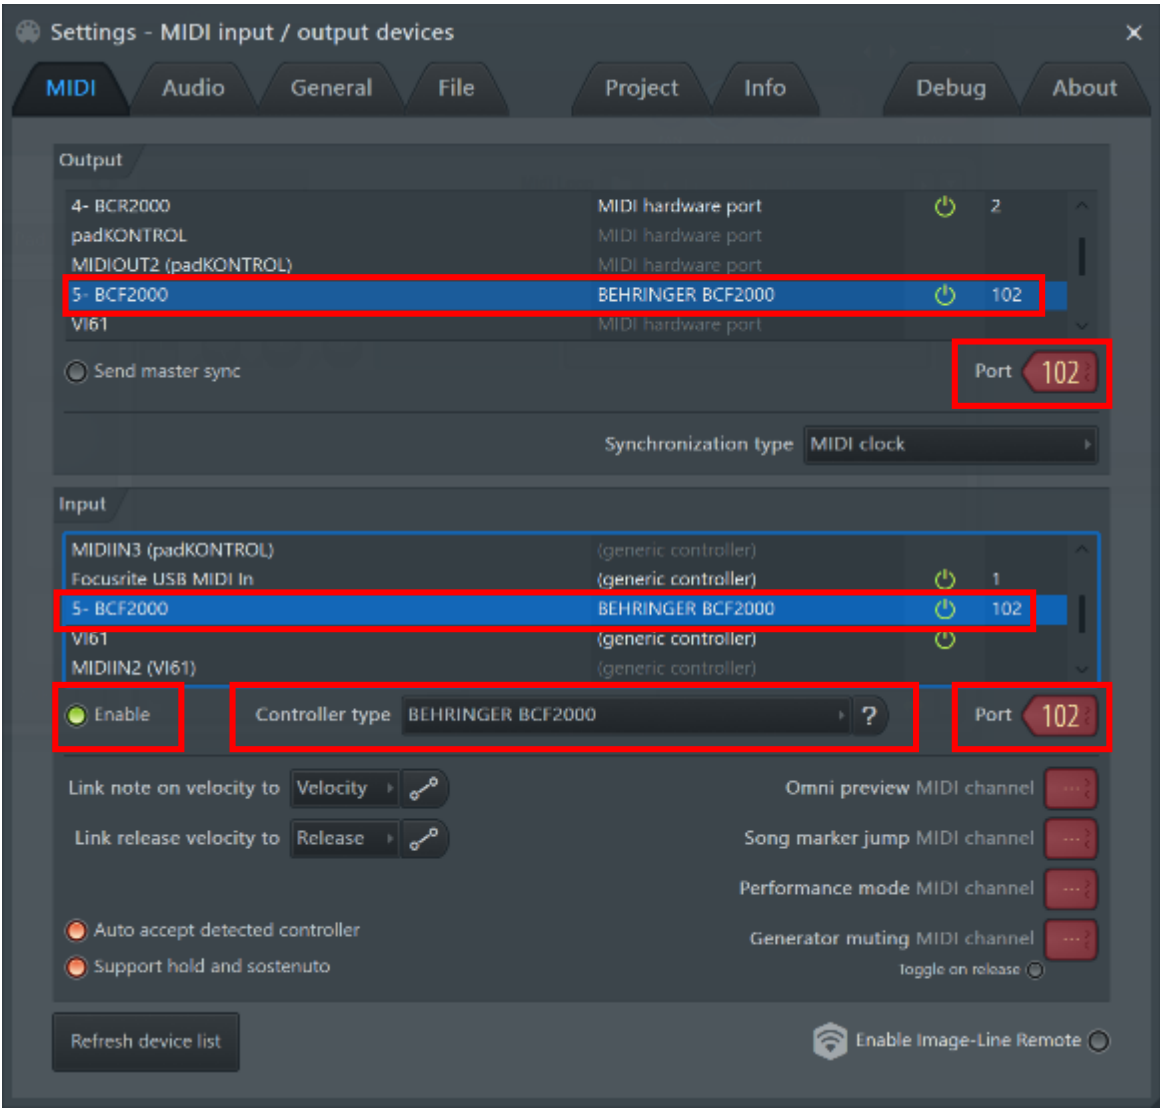 Settings - MIDI input / output devices
MIDI Audio General File Project Info Debug About
Output
4- BCR2000 MIDI hardware port 2
padKONTROL MIDI hardware port
MIDIOUT2 (padKONTROL) MIDI hardware port
5- BCF2000 BEHRINGER BCF2000 102
VI61 MIDI hardware port
Send master sync Port 102
Synchronization type MIDI clock
Input
MIDIIN3 (padKONTROL) (generic controller)
Focusrite USB MIDI In (generic controller) 1
5- BCF2000 BEHRINGER BCF2000 102
VI61 (generic controller)
MIDIIN2 (VI61) (generic controller)
Enable Controller type BEHRINGER BCF2000 ? Port 102
Link note on velocity to Velocity Omni preview MIDI channel ---
Link release velocity to Release Song marker jump MIDI channel ---
Performance mode MIDI channel ---
Auto accept detected controller Generator muting MIDI channel ---
Support hold and sostenuto Toggle on release
Refresh device list Enable Image-Line Remote